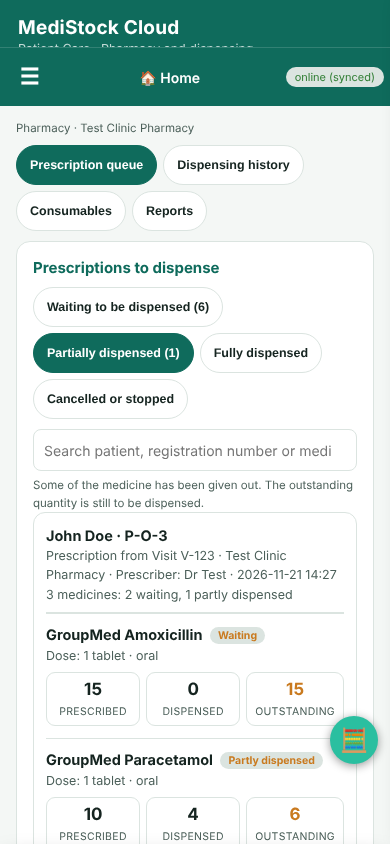 MediStock Cloud
Patient Care · Pharmacy and dispensing
☰
🏠 Home
online (synced)
Pharmacy · Test Clinic Pharmacy
Prescription queue
Dispensing history
Consumables
Reports
Prescriptions to dispense
Waiting to be dispensed (6)
Partially dispensed (1)
Fully dispensed
Cancelled or stopped
Search patient, registration number or medi
Some of the medicine has been given out. The outstanding
quantity is still to be dispensed.
John Doe · P-O-3
Prescription from Visit V-123 · Test Clinic
Pharmacy · Prescriber: Dr Test · 2026-11-21 14:27
3 medicines: 2 waiting, 1 partly dispensed
GroupMed Amoxicillin Waiting
Dose: 1 tablet · oral
15 0 15
PRESCRIBED DISPENSED OUTSTANDING
GroupMed Paracetamol Partly dispensed
Dose: 1 tablet · oral
10 4 6
PRESCRIBED DISPENSED OUTSTANDING